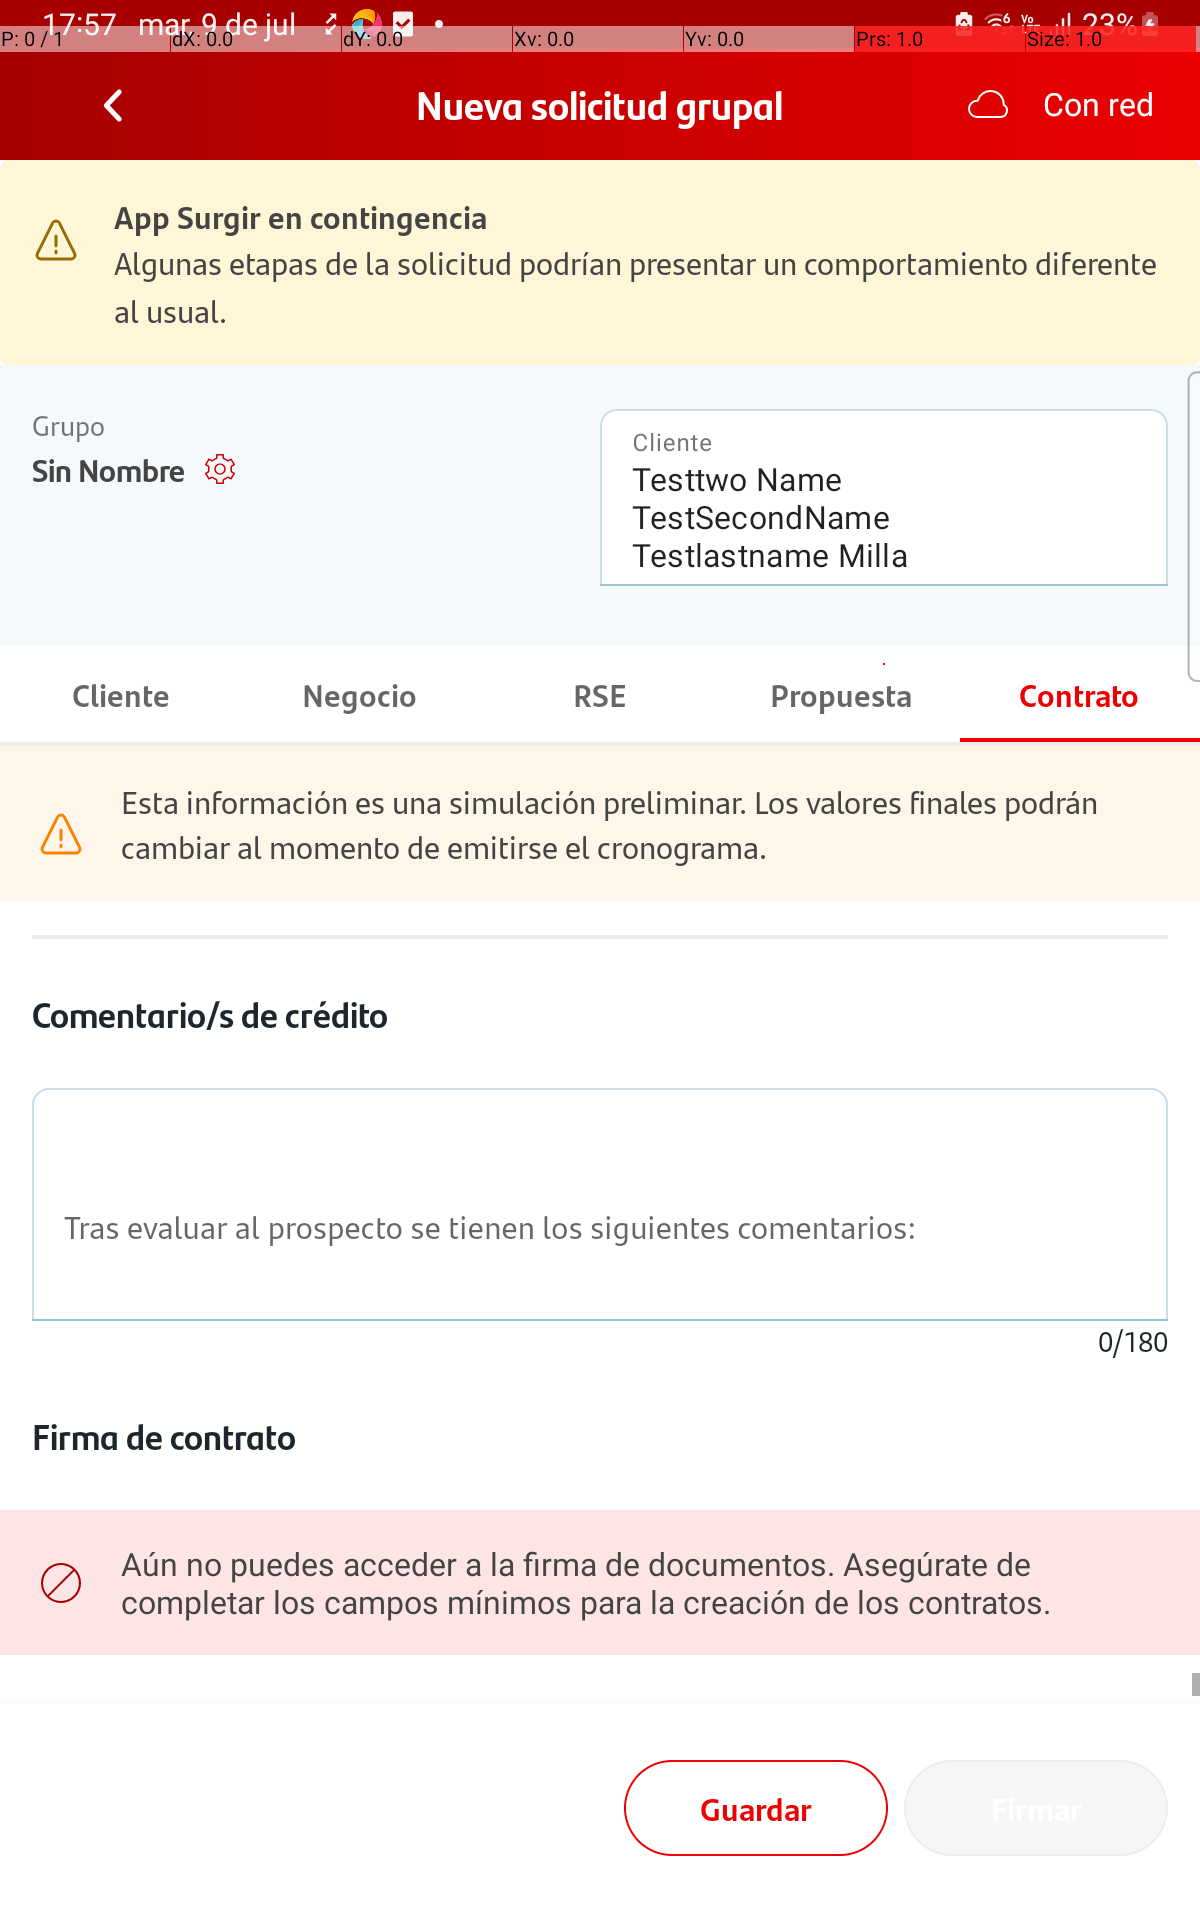 17:57 mar, 9 de jul 23%
P: 0 / 1 dX: 0.0 dY: 0.0 Xv: 0.0 Yv: 0.0 Prs: 1.0 Size: 1.0
Nueva solicitud grupal
Con red
App Surgir en contingencia
Algunas etapas de la solicitud podrían presentar un comportamiento diferente
al usual.
Grupo
Sin Nombre
Cliente
Testtwo Name
TestSecondName
Testlastname Milla
Cliente Negocio RSE Propuesta Contrato
Esta información es una simulación preliminar. Los valores finales podrán
cambiar al momento de emitirse el cronograma.
Comentario/s de crédito
Tras evaluar al prospecto se tienen los siguientes comentarios:
0/180
Firma de contrato
Aún no puedes acceder a la firma de documentos. Asegúrate de
completar los campos mínimos para la creación de los contratos.
Guardar Firmar